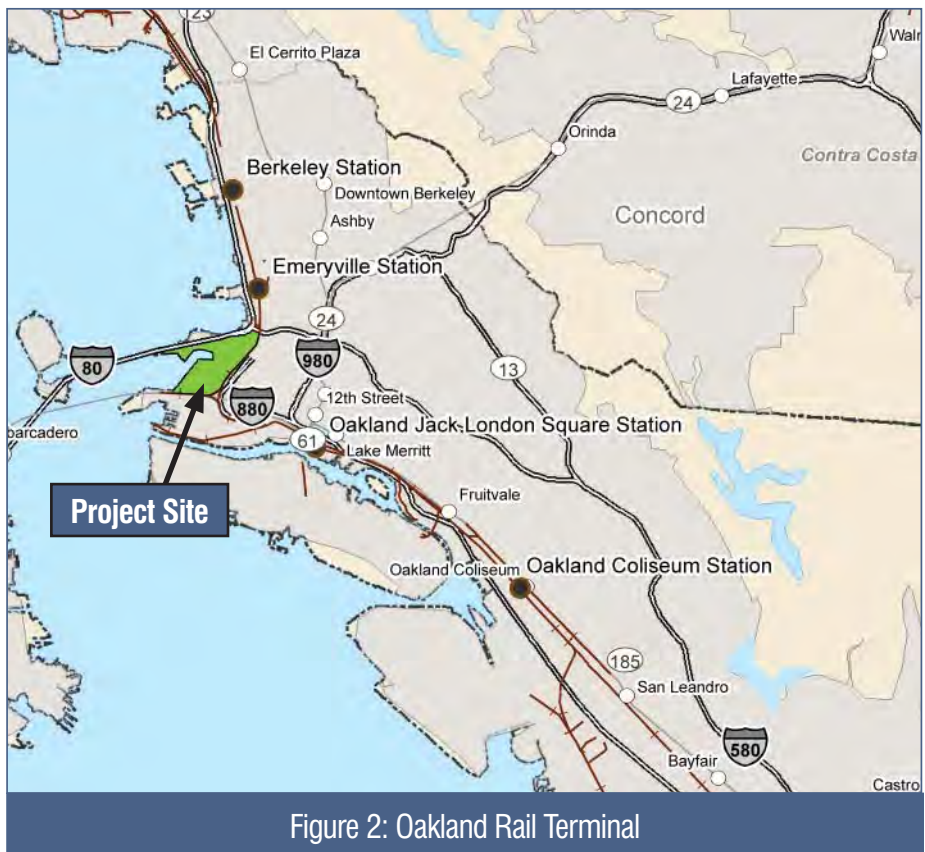 123
El Cerrito Plaza
Waln
Lafayette
24
Orinda
Contra Costa
Berkeley Station
Downtown Berkeley
Concord
Ashby
Emeryville Station
24
80
980
13
880
12th Street
Oakland Jack London Square Station
61
barcadero
Lake Merritt
Project Site
Fruitvale
Oakland Coliseum
Oakland Coliseum Station
185
San Leandro
580
Bayfair
Castro
Figure 2: Oakland Rail Terminal